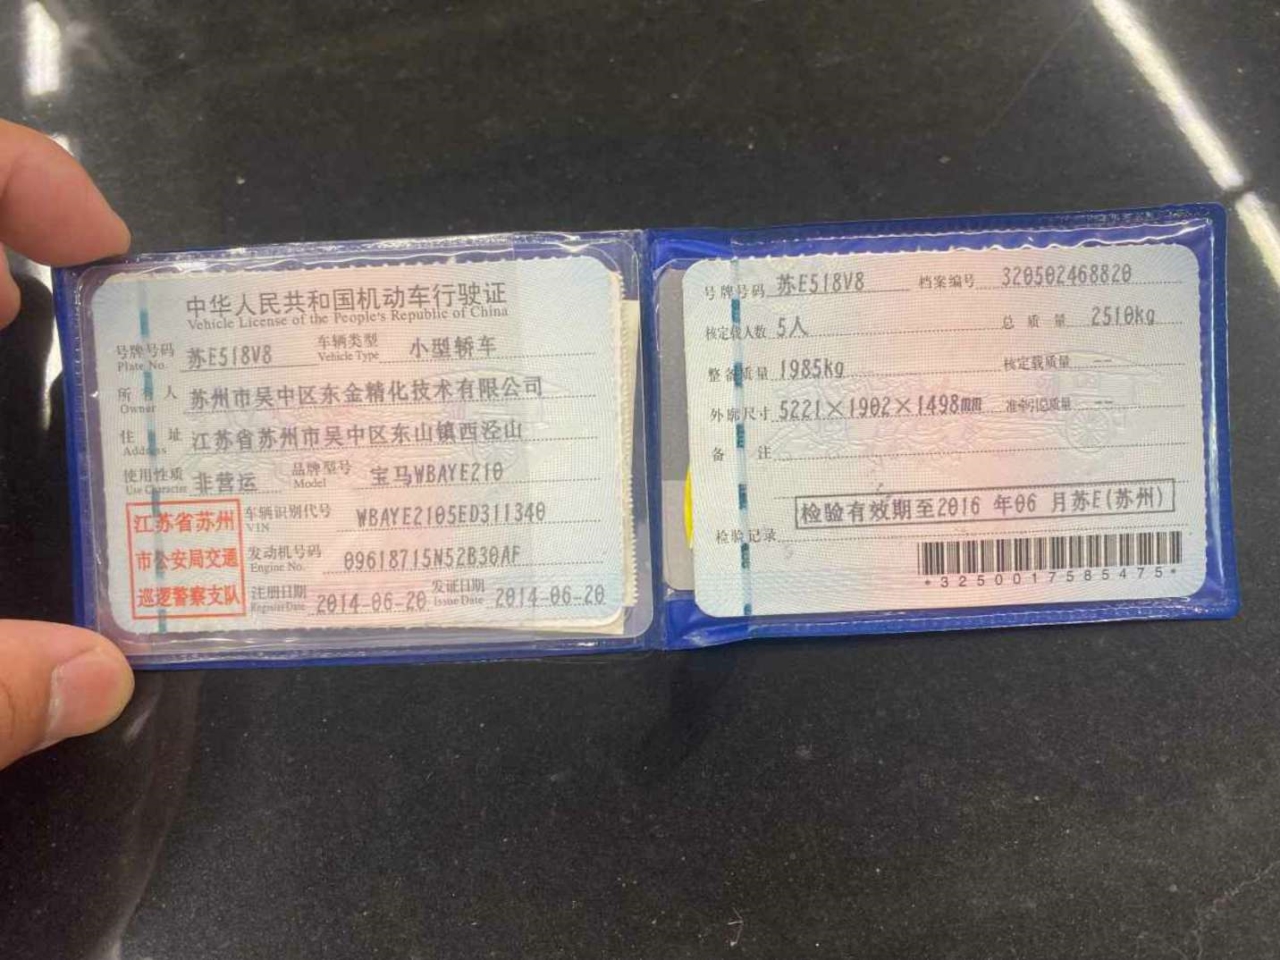 中华人民共和国机动车行驶证
Vehicle License of the People's Republic of China
号牌号码 苏E518V8 车辆类型 小型轿车
Plate No. Vehicle Type
所有人 苏州市吴中区东金精化技术有限公司
Owner
住址 江苏省苏州市吴中区东山镇西泾山
Address
使用性质 非营运 品牌型号 宝马WBAYE210
Use Character Model
车辆识别代号 WBAYE2105ED311340
VIN
发动机号码 09618715N52B30AF
Engine No.
注册日期 2014-06-20 发证日期 2014-06-20
Register Date Issue Date
江苏省苏州
市公安局交通
巡逻警察支队
号牌号码 苏E518V8 档案编号 320502468820
核定载人数 5人 总质量 2510kg
整备质量 1985kg 核定载质量 --
外廓尺寸 5221×1902×1498mm 准牵引总质量 --
备注
检验有效期至2016 年06 月苏E(苏州)
检验记录
*3250017585475*